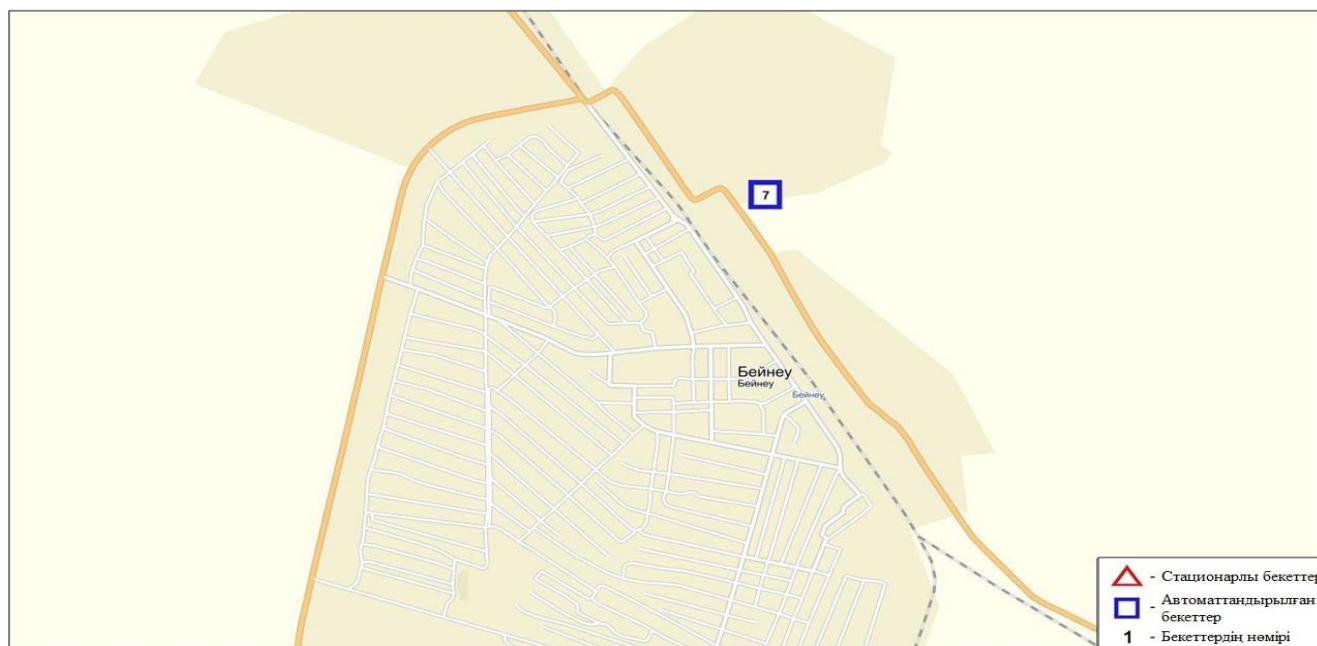 7
Бейнеу
Бейнеу
Бейнеу
- Стационарлы бекеттер
- Автоматтандырылған
бекеттер
1 - Бекеттердің нөмірі